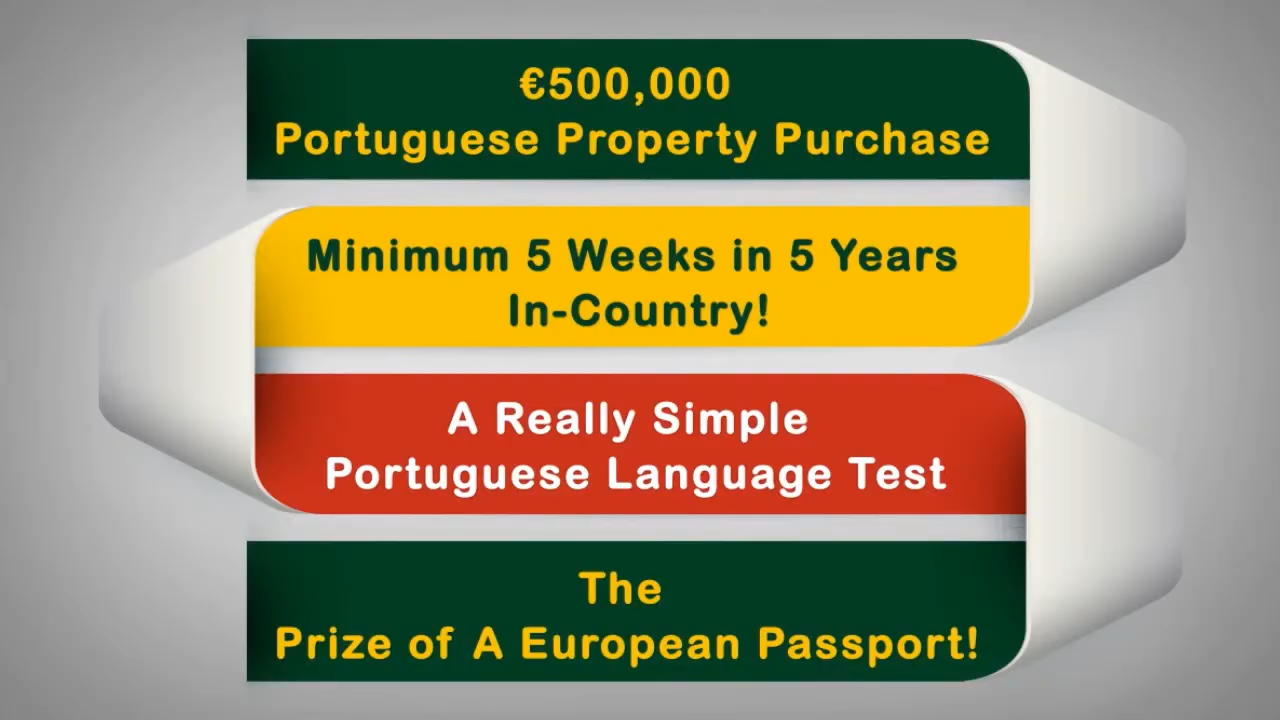 €500,000
Portuguese Property Purchase
Minimum 5 Weeks in 5 Years
In-Country!
A Really Simple
Portuguese Language Test
The
Prize of A European Passport!